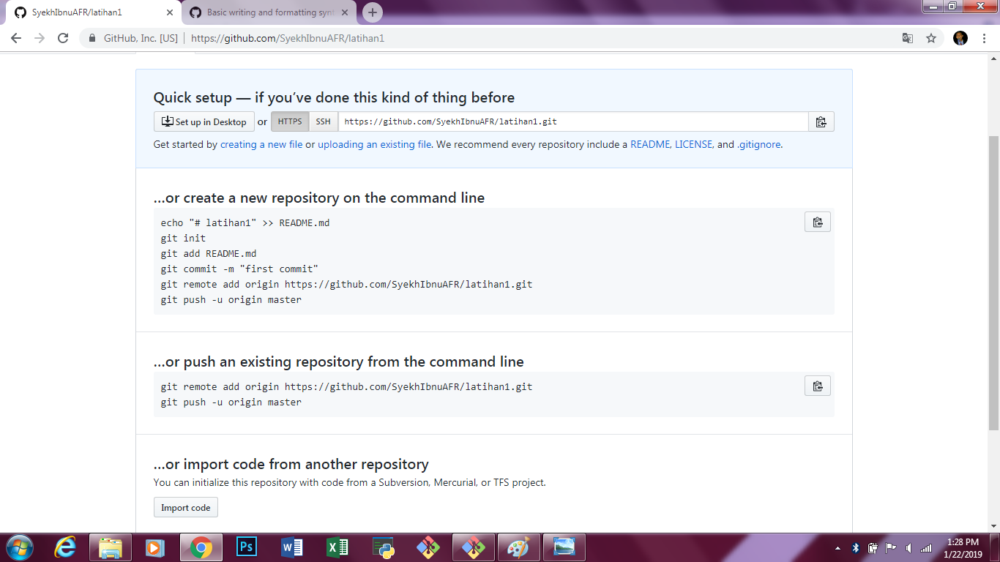 SyekhIbnuAFR/latihan1
Basic writing and formatting synt
GitHub, Inc. [US]
https://github.com/SyekhIbnuAFR/latihan1
Quick setup — if you’ve done this kind of thing before
Set up in Desktop or HTTPS SSH https://github.com/SyekhIbnuAFR/latihan1.git
Get started by creating a new file or uploading an existing file. We recommend every repository include a README, LICENSE, and .gitignore.
…or create a new repository on the command line
echo "# latihan1" >> README.md
git init
git add README.md
git commit -m "first commit"
git remote add origin https://github.com/SyekhIbnuAFR/latihan1.git
git push -u origin master
…or push an existing repository from the command line
git remote add origin https://github.com/SyekhIbnuAFR/latihan1.git
git push -u origin master
…or import code from another repository
You can initialize this repository with code from a Subversion, Mercurial, or TFS project.
Import code
Ps
1:28 PM
1/22/2019